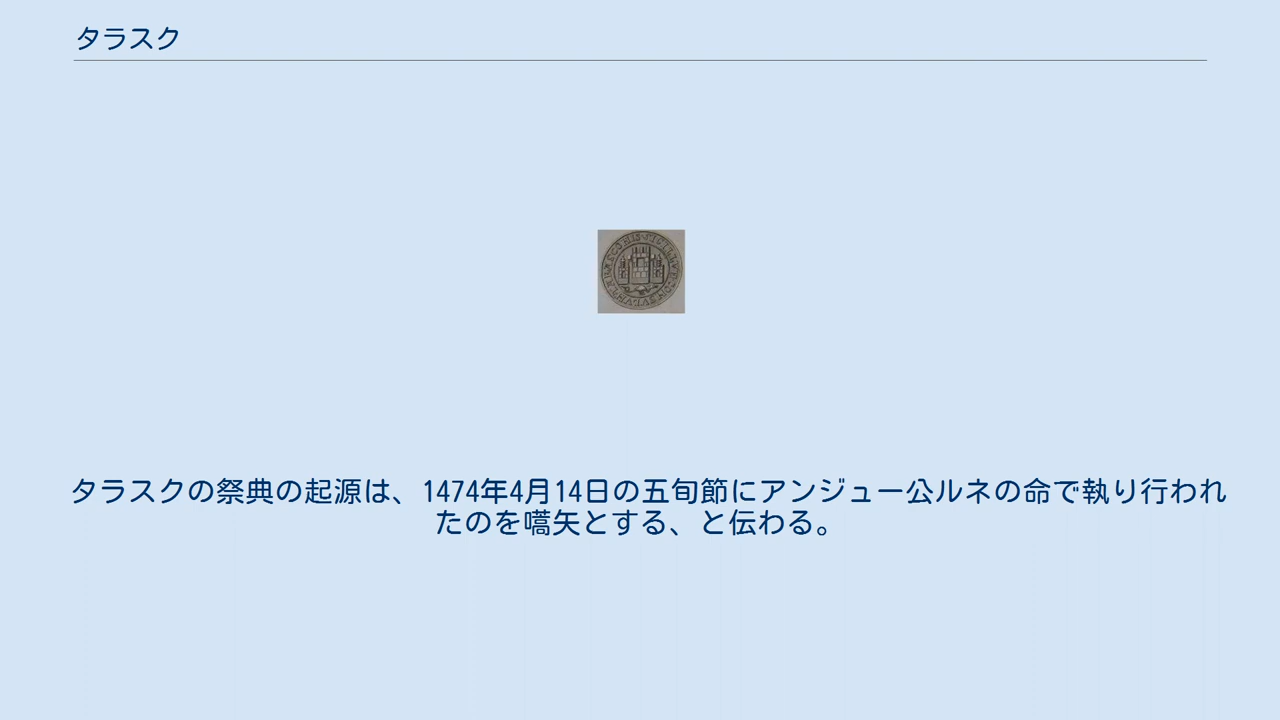 タラスク
タラスクの祭典の起源は、1474年4月14日の五旬節にアンジュー公ルネの命で執り行われ
たのを嚆矢とする、と伝わる。